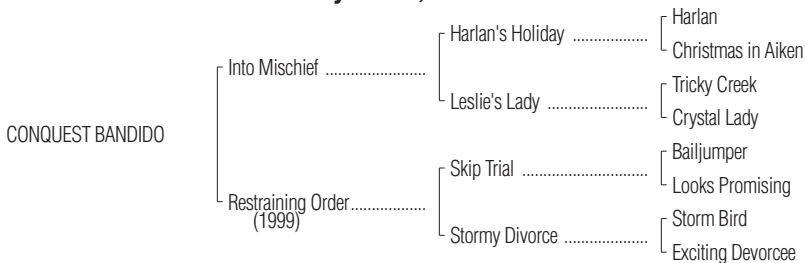 Harlan
Harlan's Holiday ..................
Christmas in Aiken
Into Mischief ........................
Tricky Creek
Leslie's Lady ........................
Crystal Lady
CONQUEST BANDIDO
Bailjumper
Skip Trial ..............................
Looks Promising
Restraining Order..................
(1999)
Storm Bird
Stormy Divorce ....................
Exciting Devorcee